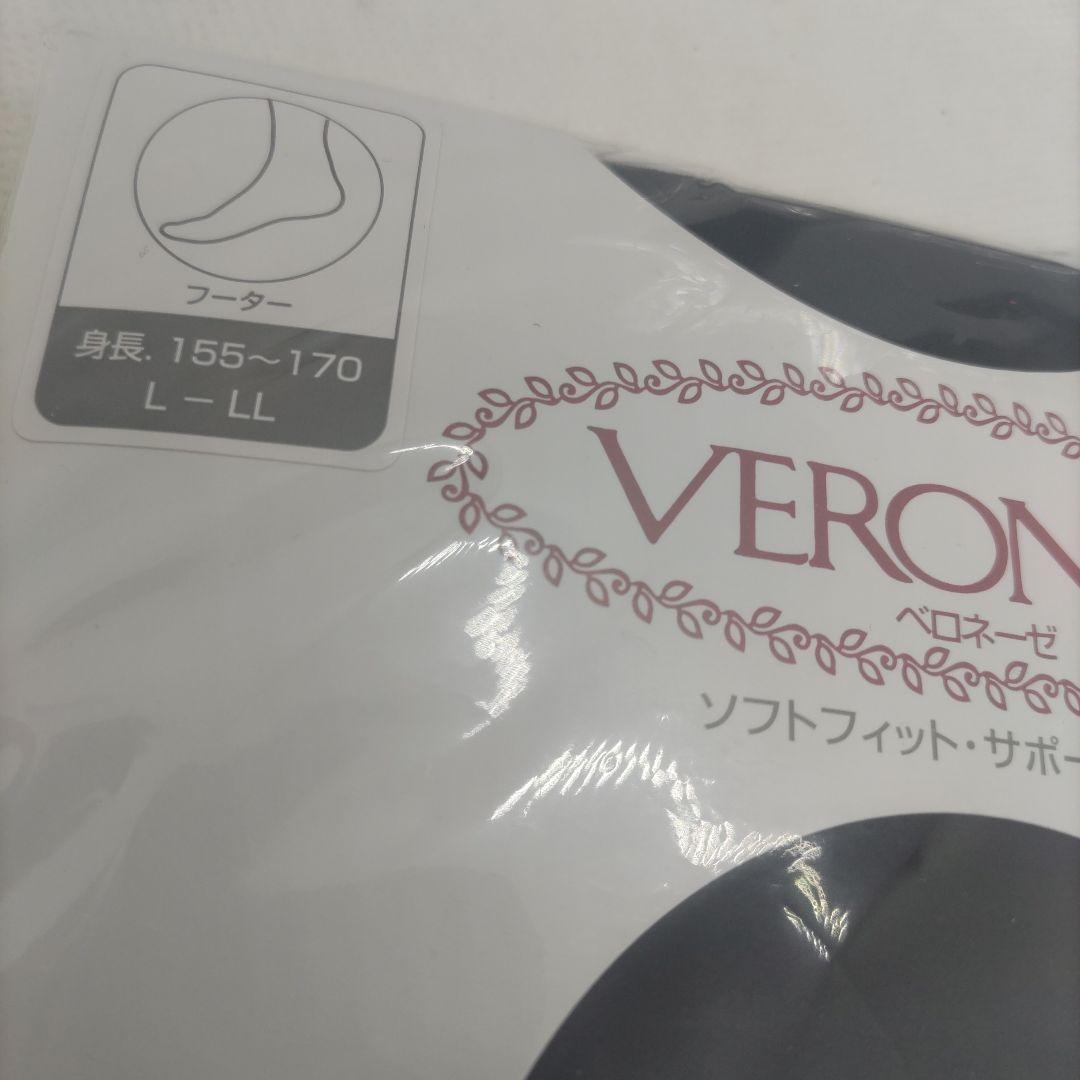 フーター
身長. 155～170
L－LL
VERON
ベロネーゼ
ソフトフィット・サポー